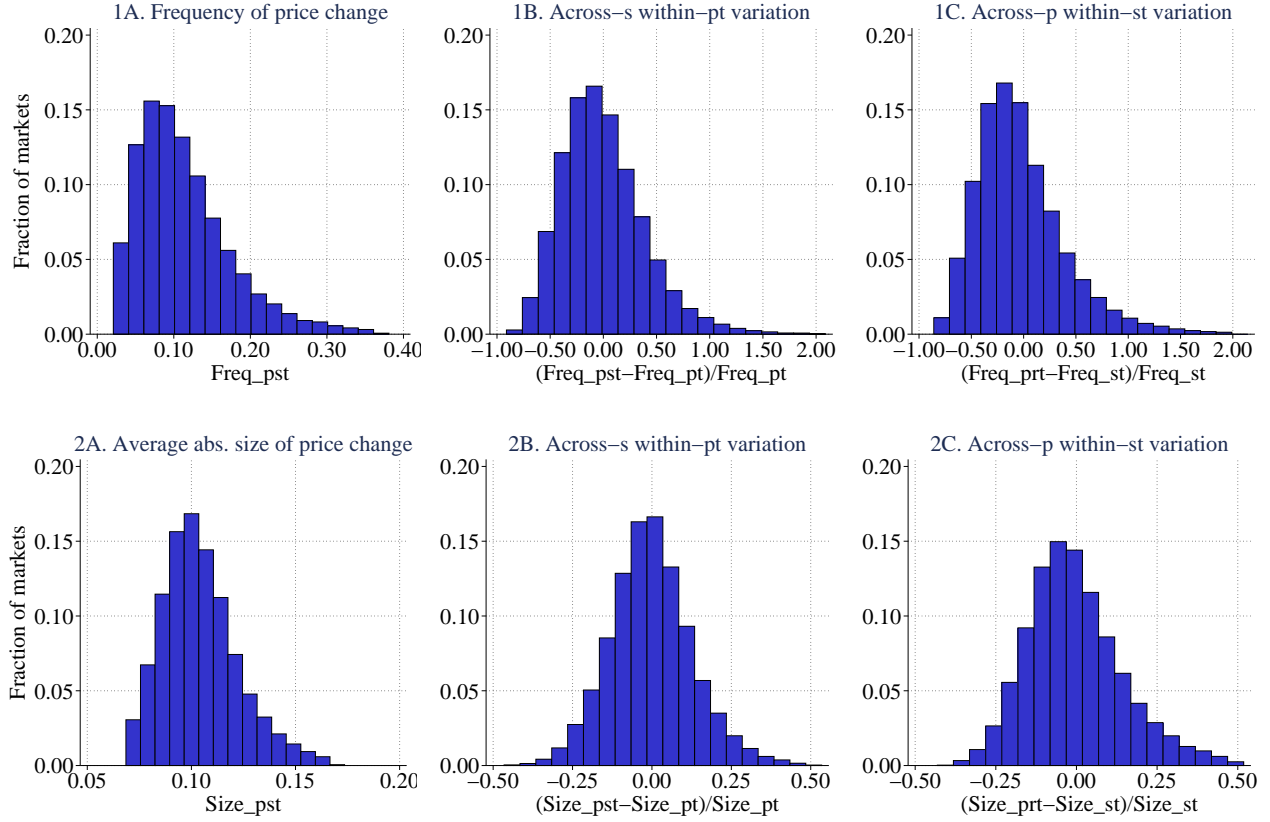 1A. Frequency of price change
0.20
0.15
0.10
0.05
0.00
Fraction of markets
0.00 0.10 0.20 0.30 0.40
Freq_pst
1B. Across−s within−pt variation
0.20
0.15
0.10
0.05
0.00
−1.00 −0.50 0.00 0.50 1.00 1.50 2.00
(Freq_pst−Freq_pt)/Freq_pt
1C. Across−p within−st variation
0.20
0.15
0.10
0.05
0.00
−1.00 −0.50 0.00 0.50 1.00 1.50 2.00
(Freq_prt−Freq_st)/Freq_st
2A. Average abs. size of price change
0.20
0.15
0.10
0.05
0.00
Fraction of markets
0.05 0.10 0.15 0.20
Size_pst
2B. Across−s within−pt variation
0.20
0.15
0.10
0.05
0.00
−0.50 −0.25 0.00 0.25 0.50
(Size_pst−Size_pt)/Size_pt
2C. Across−p within−st variation
0.20
0.15
0.10
0.05
0.00
−0.50 −0.25 0.00 0.25 0.50
(Size_prt−Size_st)/Size_st